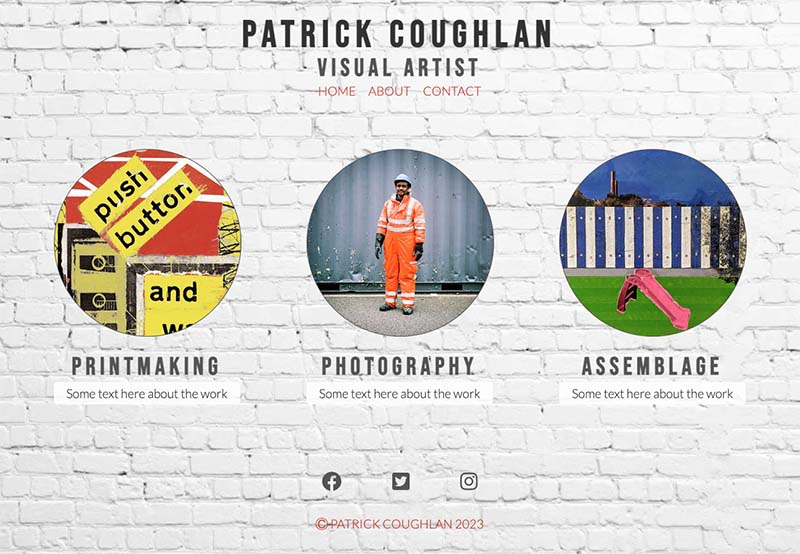 PATRICK COUGHLAN
VISUAL ARTIST
HOME ABOUT CONTACT
push
button.
and
PRINTMAKING PHOTOGRAPHY ASSEMBLAGE
Some text here about the work Some text here about the work Some text here about the work
© PATRICK COUGHLAN 2023